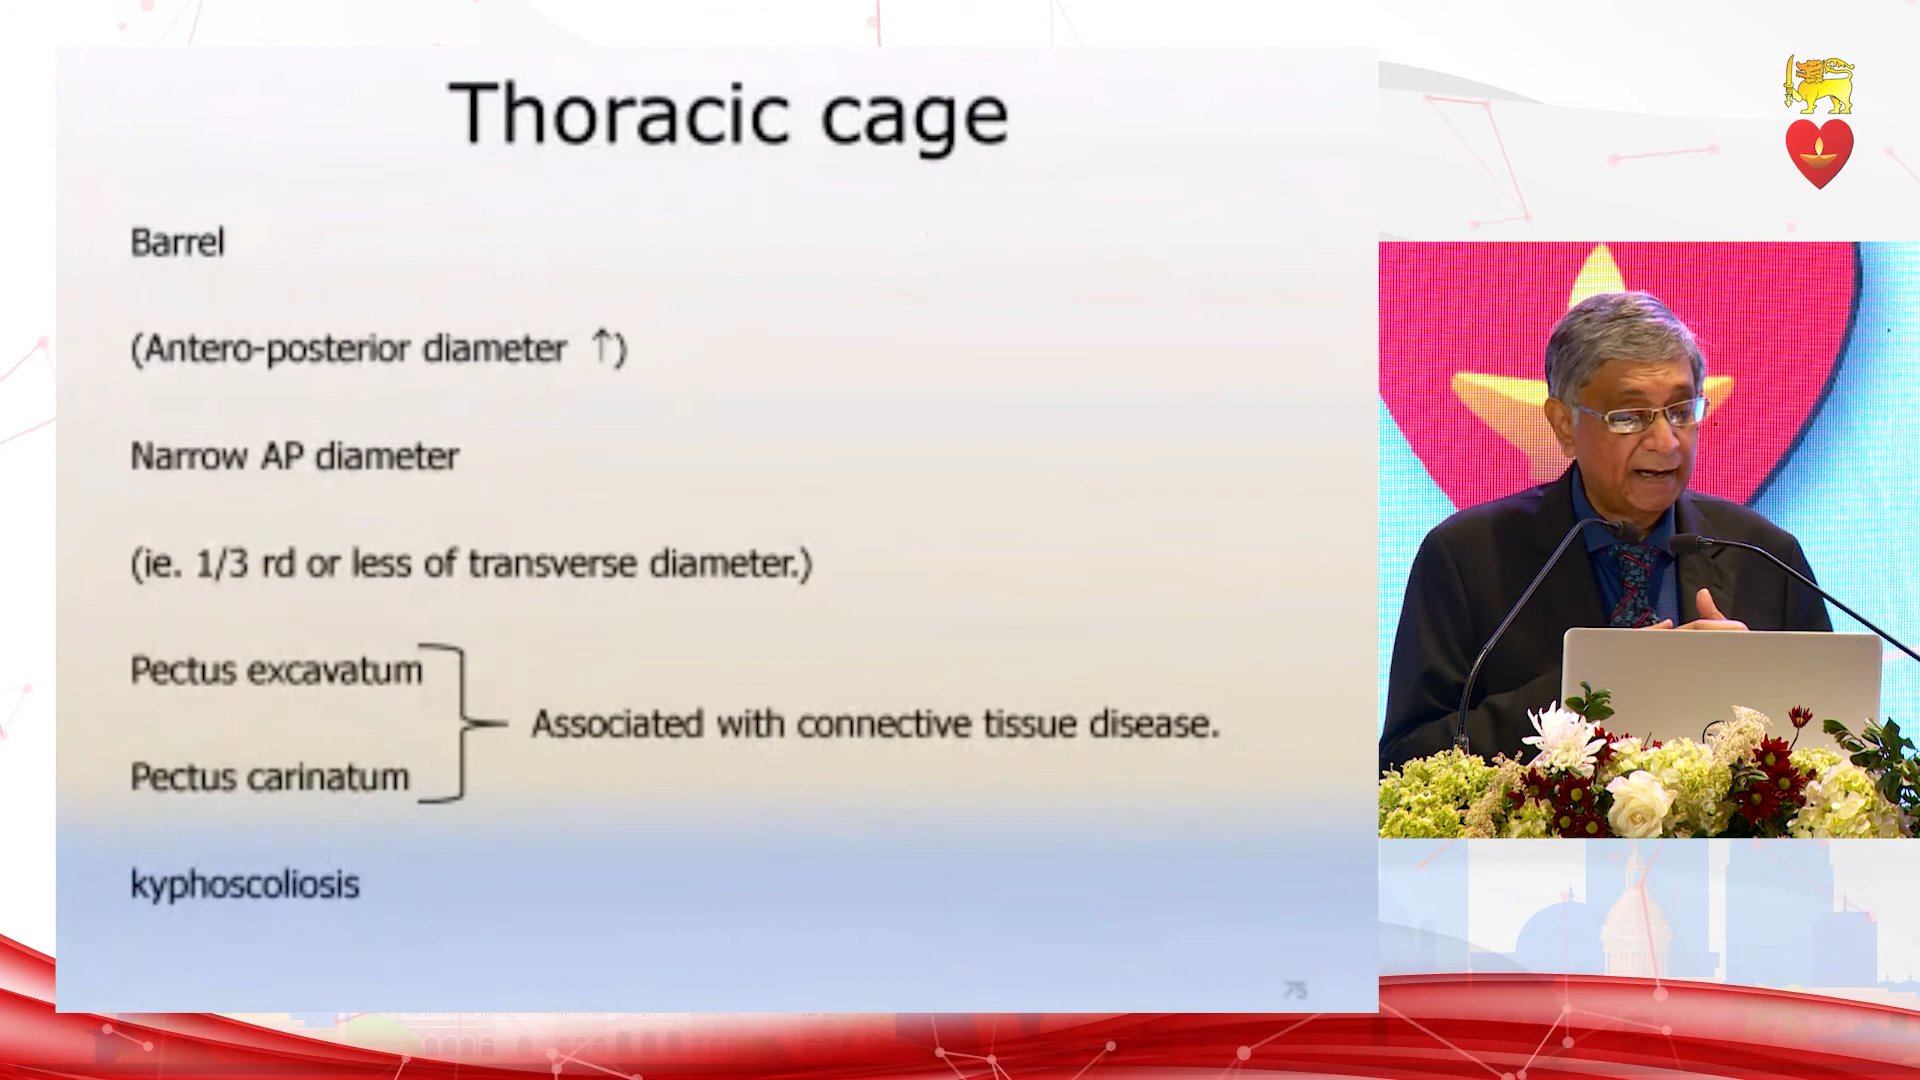 Thoracic cage
Barrel
(Antero-posterior diameter ↑)
Narrow AP diameter
(ie. 1/3 rd or less of transverse diameter.)
Pectus excavatum
Associated with connective tissue disease.
Pectus carinatum
kyphoscoliosis
75